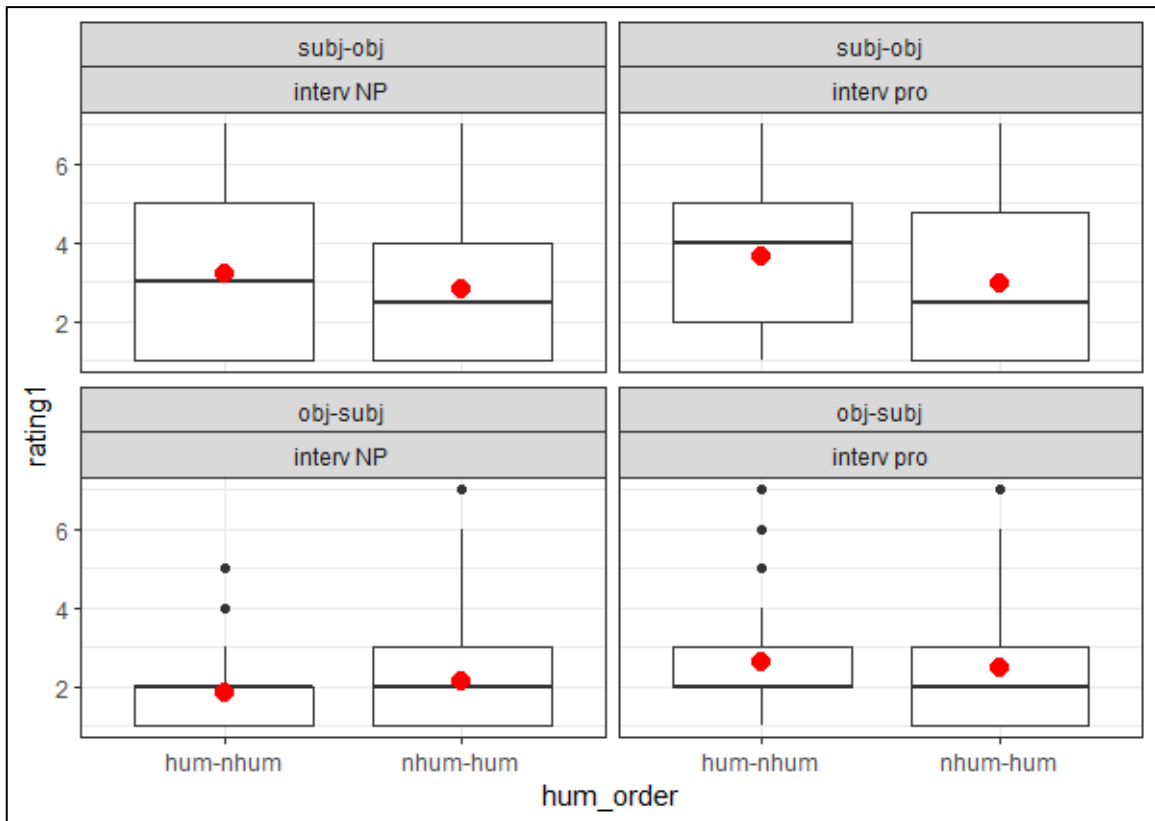 subj-obj
subj-obj
interv NP
interv pro
6
4
2
obj-subj
obj-subj
interv NP
interv pro
6
4
2
rating1
hum-nhum
nhum-hum
hum-nhum
nhum-hum
hum_order